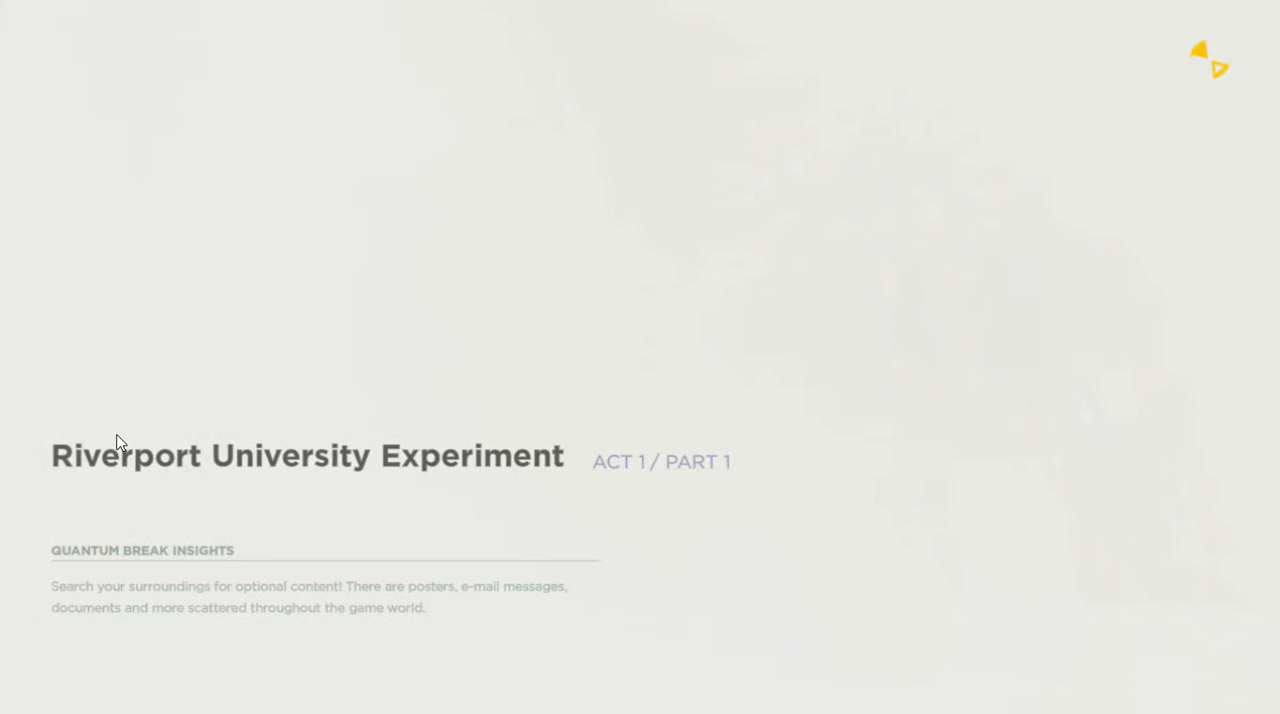 Riverport University Experiment ACT 1 / PART 1
QUANTUM BREAK INSIGHTS
Search your surroundings for optional content! There are posters, e-mail messages,
documents and more scattered throughout the game world.